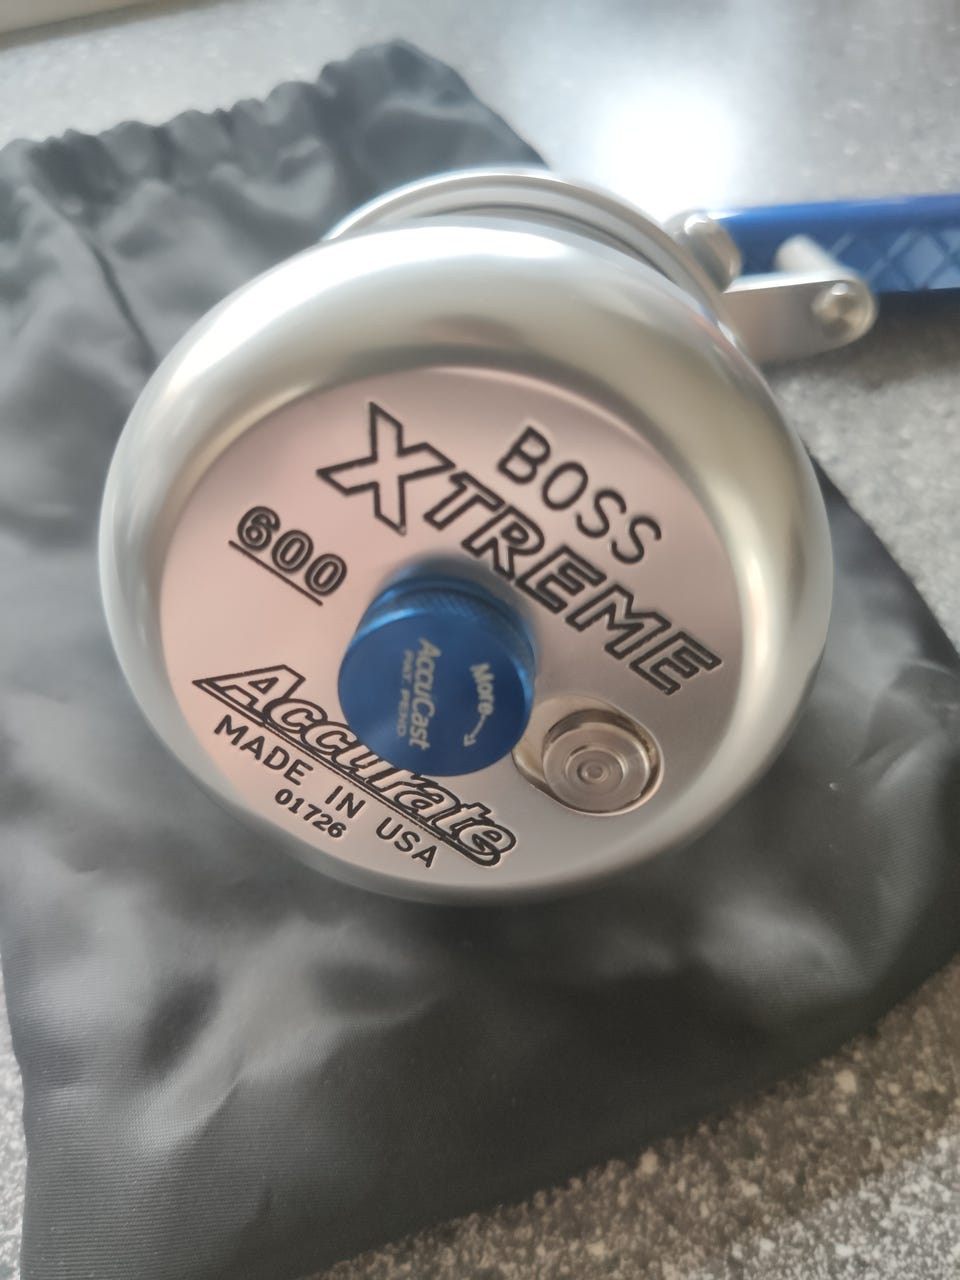 BOSS
XTREME
600
AccuCast
PAT. PEND.
More
Accurate
MADE IN USA
01726